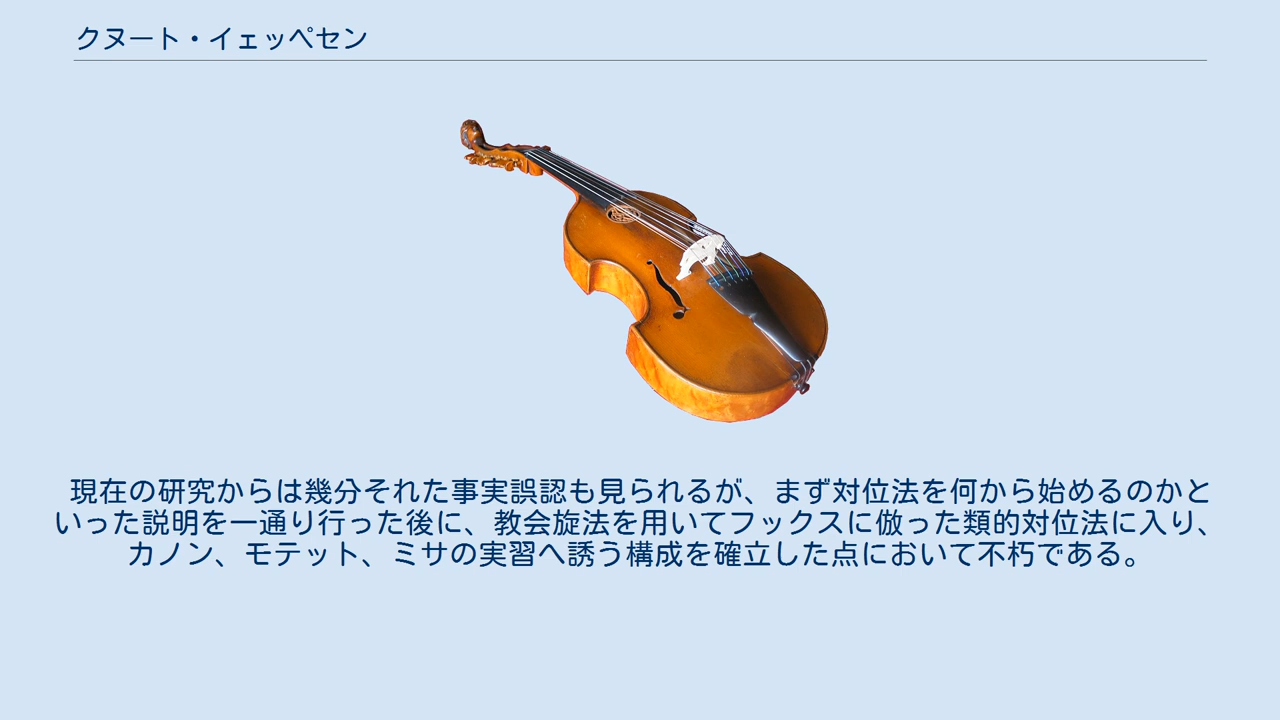 クヌート・イェッペセン
現在の研究からは幾分それた事実誤認も見られるが、まず対位法を何から始めるのかと
いった説明を一通り行った後に、教会旋法を用いてフックスに倣った類的対位法に入り、
カノン、モテット、ミサの実習へ誘う構成を確立した点において不朽である。